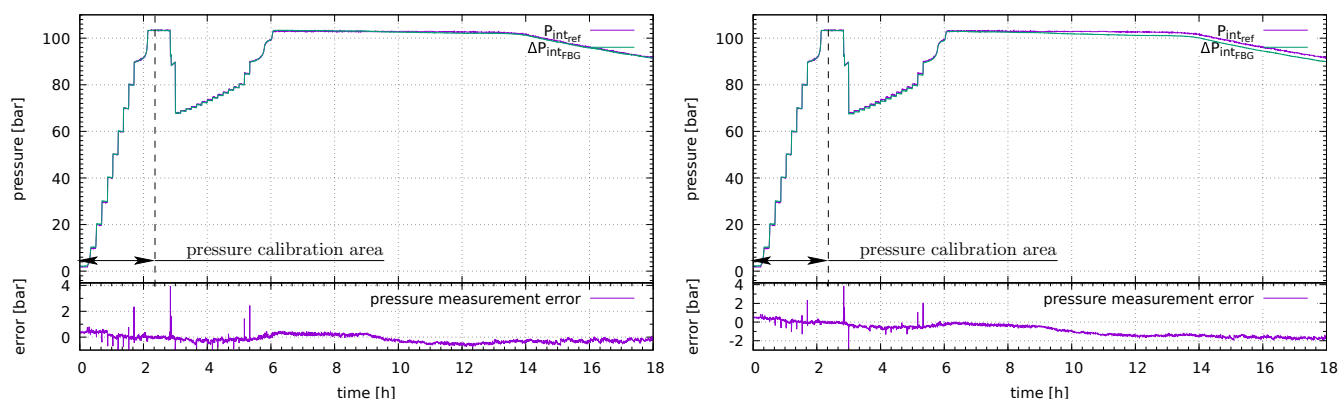 100
80
60
40
20
0
pressure [bar]
P_int_ref
ΔP_int_FBG
pressure calibration area
4
2
0
error [bar]
pressure measurement error
0 2 4 6 8 10 12 14 16 18
time [h]
100
80
60
40
20
0
pressure [bar]
P_int_ref
ΔP_int_FBG
pressure calibration area
4
2
0
-2
error [bar]
pressure measurement error
0 2 4 6 8 10 12 14 16 18
time [h]